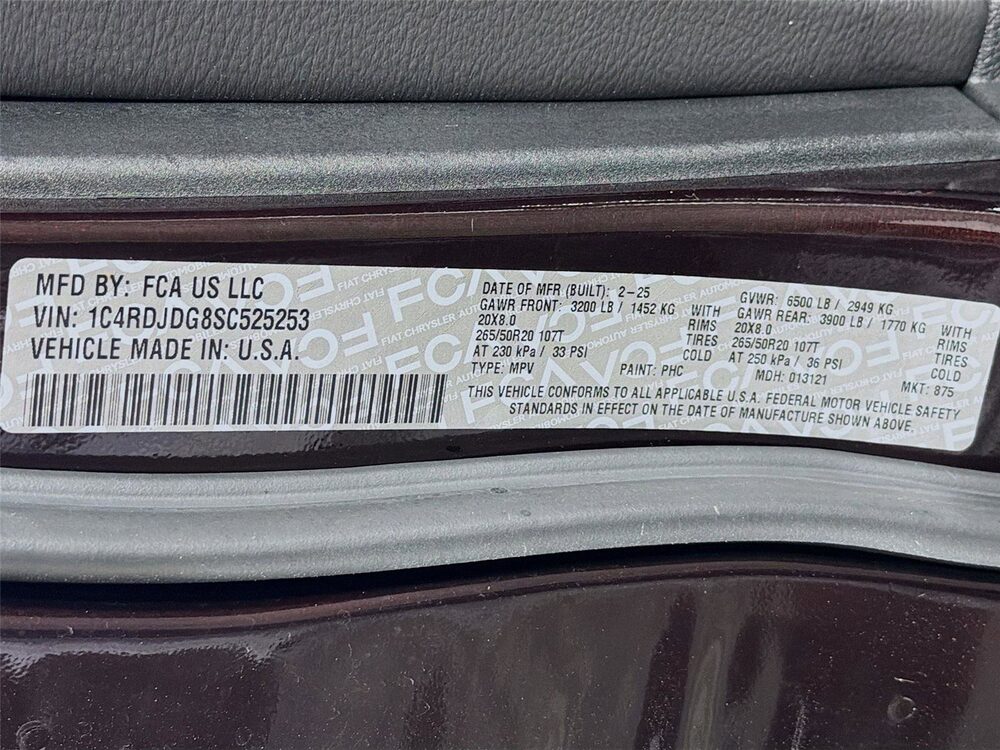 MFD BY: FCA US LLC
VIN: 1C4RDJDG8SC525253
VEHICLE MADE IN: U.S.A.
DATE OF MFR (BUILT): 2-25 GVWR: 6500 LB / 2949 KG
GAWR FRONT: 3200 LB / 1452 KG WITH GAWR REAR: 3900 LB / 1770 KG WITH
20X8.0 RIMS 20X8.0 RIMS
265/50R20 107T TIRES 265/50R20 107T TIRES
AT 230 kPa / 33 PSI COLD AT 250 kPa / 36 PSI COLD
TYPE: MPV PAINT: PHC MDH: 013121 MKT: 875
THIS VEHICLE CONFORMS TO ALL APPLICABLE U.S.A. FEDERAL MOTOR VEHICLE SAFETY
STANDARDS IN EFFECT ON THE DATE OF MANUFACTURE SHOWN ABOVE.